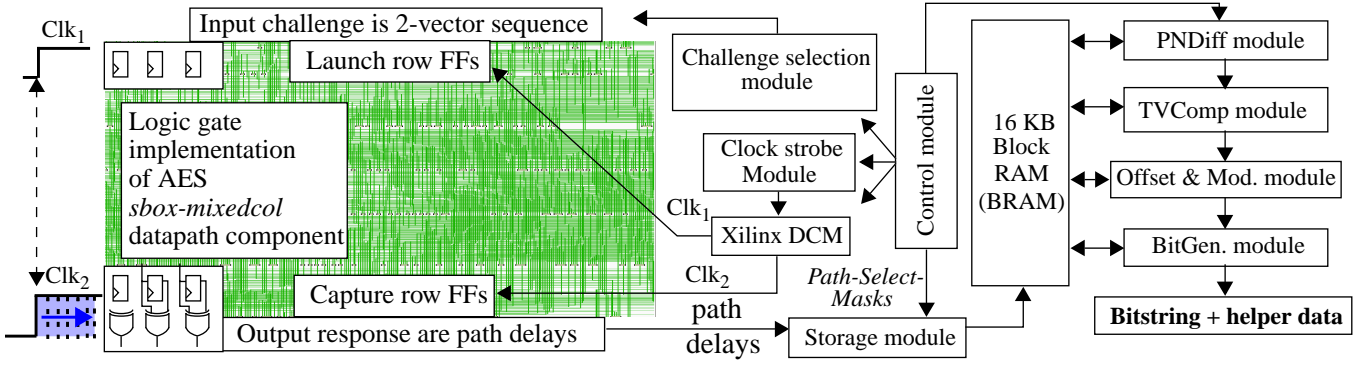 Clk1
Input challenge is 2-vector sequence
Launch row FFs
Logic gate
implementation
of AES
sbox-mixedcol
datapath component
Clk2
Capture row FFs
Output response are path delays
Challenge selection
module
Clock strobe
Module
Clk1
Xilinx DCM
Clk2
path
delays
Control module
Path-Select-
Masks
Storage module
16 KB
Block
RAM
(BRAM)
PNDiff module
TVComp module
Offset & Mod. module
BitGen. module
Bitstring + helper data